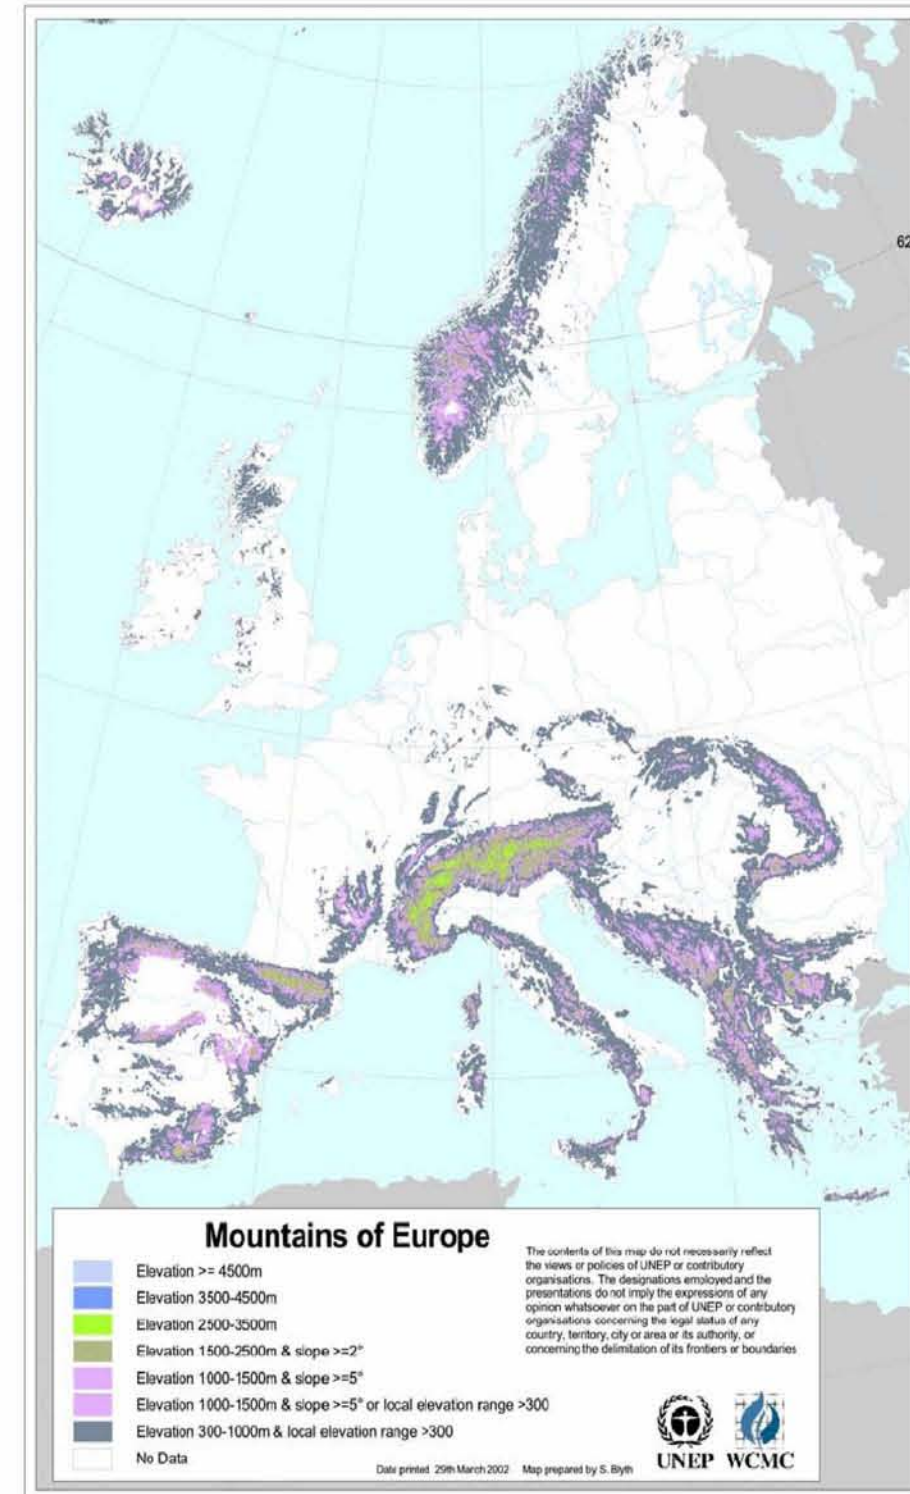 62
Mountains of Europe
Elevation >= 4500m
Elevation 3500-4500m
Elevation 2500-3500m
Elevation 1500-2500m & slope >=2°
Elevation 1000-1500m & slope >=5°
Elevation 1000-1500m & slope >=5° or local elevation range >300
Elevation 300-1000m & local elevation range >300
No Data
The contents of this map do not necessarily reflect
the views or policies of UNEP or contributory
organisations. The designations employed and the
presentations do not imply the expressions of any
opinion whatsoever on the part of UNEP or contributory
organisations concerning the legal status of any
country, territory, city or area or its authority, or
concerning the delimitation of its frontiers or boundaries
UNEP WCMC
Date printed 29th March 2002 Map prepared by S. Blyth